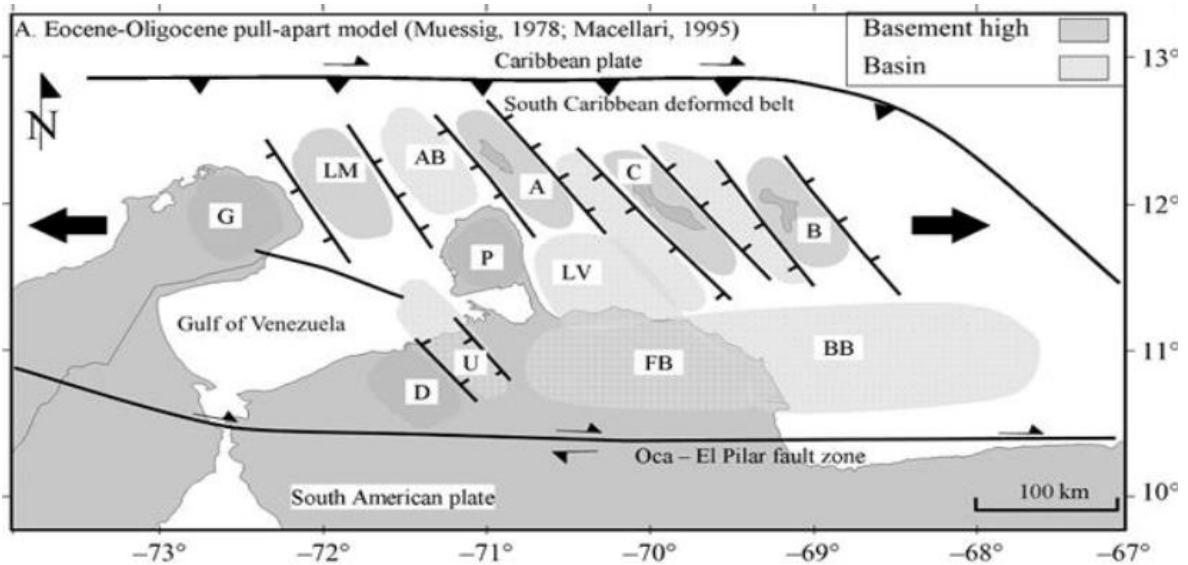 A. Eocene-Oligocene pull-apart model (Muessig, 1978; Macellari, 1995)
Basement high
Basin
Caribbean plate
South Caribbean deformed belt
N
13°
12°
11°
10°
LM
AB
A
C
B
G
P
LV
Gulf of Venezuela
U
D
FB
BB
Oca – El Pilar fault zone
South American plate
100 km
–73°
–72°
–71°
–70°
–69°
–68°
–67°